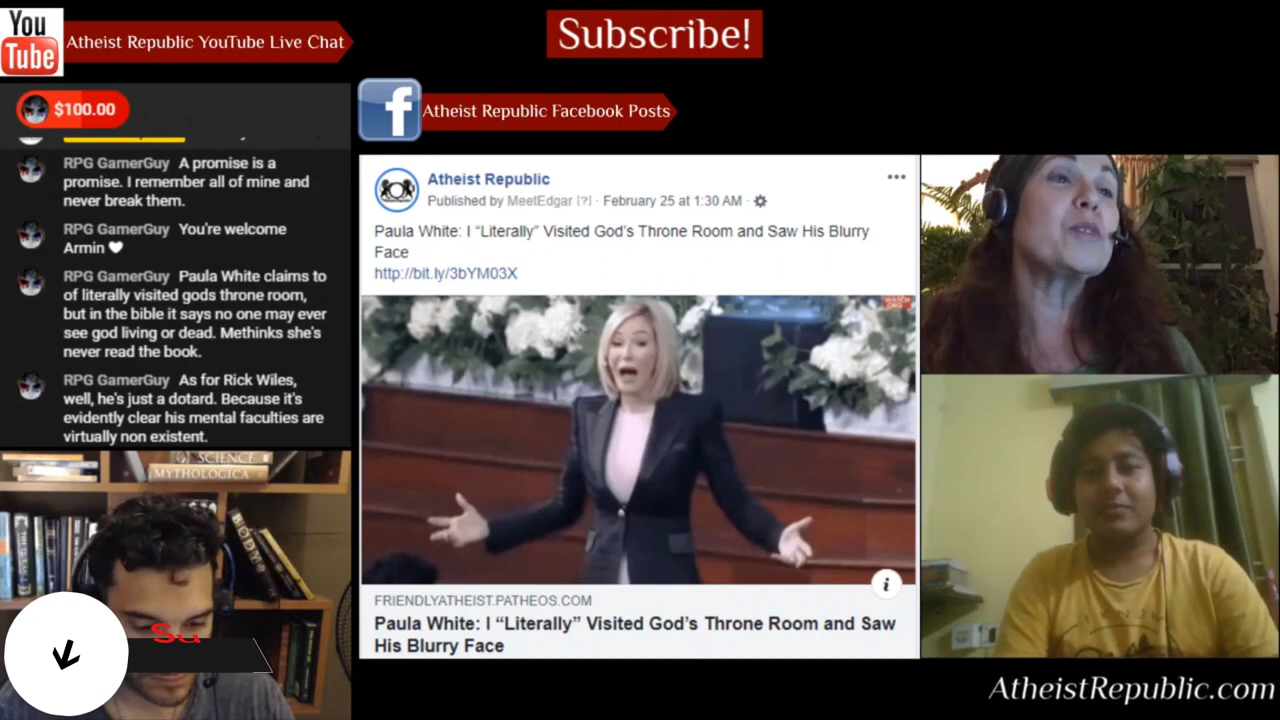 You
Tube
Atheist Republic YouTube Live Chat
Subscribe!
$100.00
RPG GamerGuy A promise is a
promise. I remember all of mine and
never break them.
RPG GamerGuy You're welcome
Armin 🤍
RPG GamerGuy Paula White claims to
of literally visited gods throne room,
but in the bible it says no one may ever
see god living or dead. Methinks she's
never read the book.
RPG GamerGuy As for Rick Wiles,
well, he's just a dotard. Because it's
evidently clear his mental faculties are
virtually non existent.
f
Atheist Republic Facebook Posts
Atheist Republic
Published by MeetEdgar [?] · February 25 at 1:30 AM ·
Paula White: I “Literally” Visited God’s Throne Room and Saw His Blurry
Face
http://bit.ly/3bYM03X
FRIENDLYATHEIST.PATHEOS.COM
Paula White: I “Literally” Visited God’s Throne Room and Saw
His Blurry Face
SCIENCE
MYTHOLOGICA
Su
AtheistRepublic.com